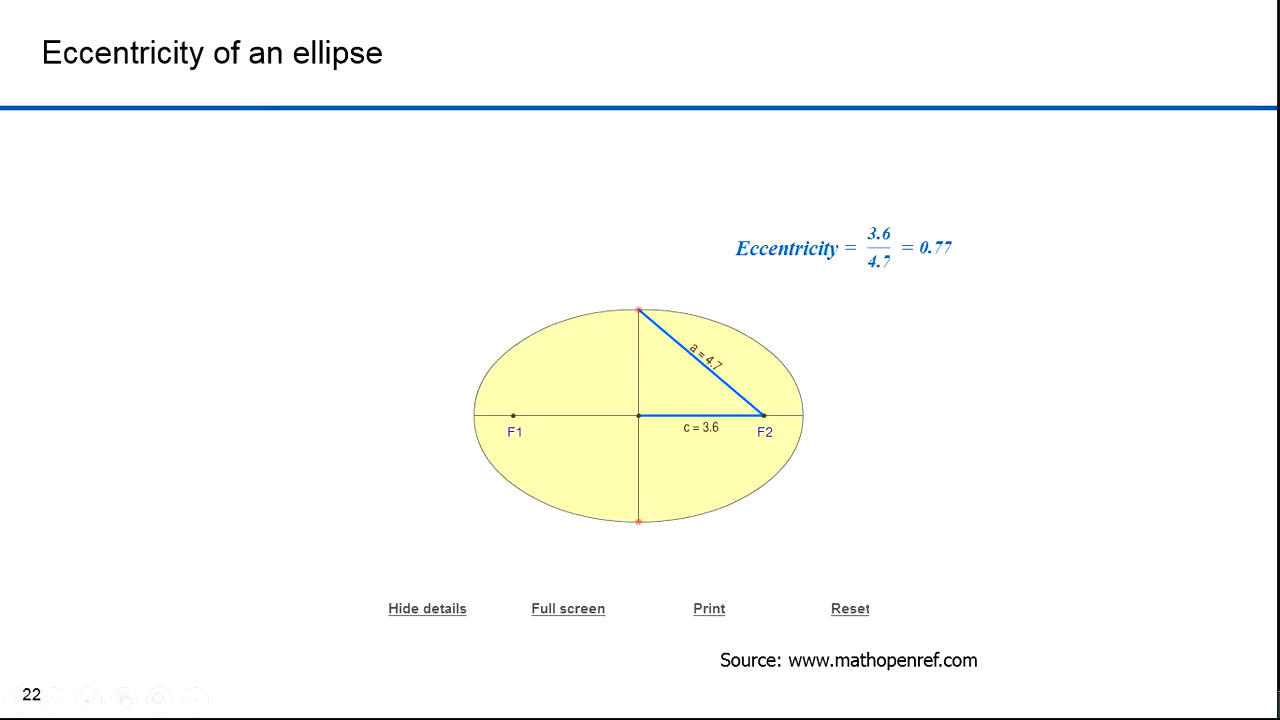 Eccentricity of an ellipse
Eccentricity = 3.6 / 4.7 = 0.77
a = 4.7
c = 3.6
F1
F2
Hide details
Full screen
Print
Reset
Source: www.mathopenref.com
22